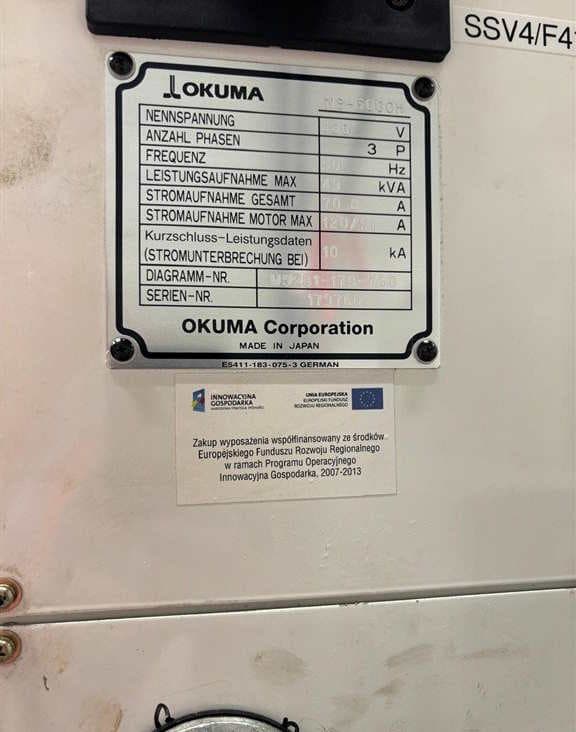 SSV4/F4
OKUMA
NENNSPANNUNG V
ANZAHL PHASEN 3 P
FREQUENZ Hz
LEISTUNGSAUFNAHME MAX kVA
STROMAUFNAHME GESAMT A
STROMAUFNAHME MOTOR MAX A
Kurzschluss-Leistungsdaten
(STROMUNTERBRECHUNG BEI) 10 kA
DIAGRAMM-NR.
SERIEN-NR.
OKUMA Corporation
MADE IN JAPAN
E5411-183-075-3 GERMAN
INNOWACYJNA
GOSPODARKA
NARODOWA STRATEGIA SPÓJNOŚCI
UNIA EUROPEJSKA
EUROPEJSKI FUNDUSZ
ROZWOJU REGIONALNEGO
Zakup wyposażenia współfinansowany ze środków
Europejskiego Funduszu Rozwoju Regionalnego
w ramach Programu Operacyjnego
Innowacyjna Gospodarka, 2007-2013